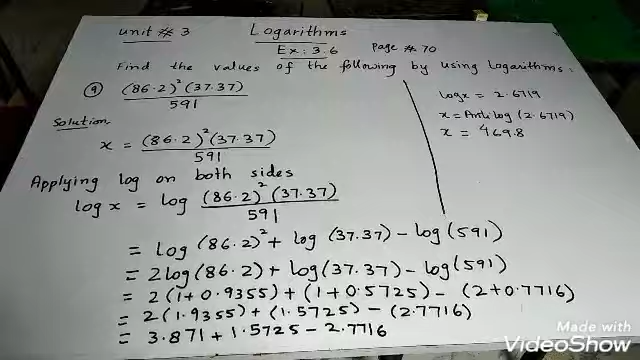 unit # 3 Logarithms
Ex: 3.6 Page # 70
Find the values of the following by using Logarithms:
⑨ (86.2)²(37.37) / 591
Solution
x = (86.2)²(37.37) / 591
Applying log on both sides
log x = log (86.2)²(37.37) / 591
= log (86.2)² + log (37.37) - log (591)
= 2log (86.2) + log (37.37) - log (591)
= 2(1+0.9355) + (1+0.5725) - (2+0.7716)
= 2(1.9355) + (1.5725) - (2.7716)
= 3.871 + 1.5725 - 2.7716
log x = 2.6719
x = Antilog (2.6719)
x = 469.8
Made with
VideoShow